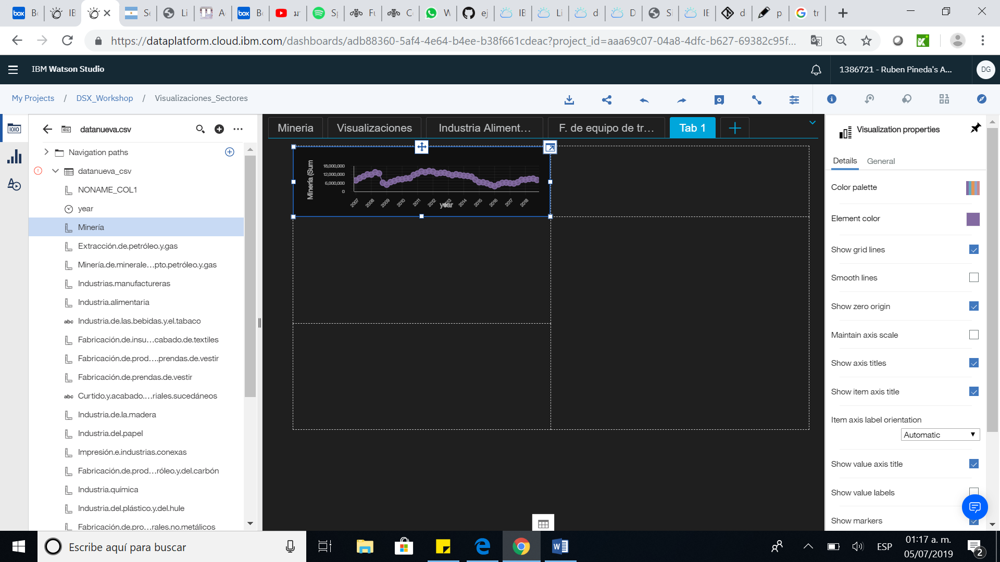 https://dataplatform.cloud.ibm.com/dashboards/adb88360-5af4-4e64-b4ee-b38f661cdeac?project_id=aaa69c07-04a8-4dfc-b627-69382c95f...
IBM Watson Studio
1386721 - Ruben Pineda's A...
DG
My Projects / DSX_Workshop / Visualizaciones_Sectores
datanueva.csv
Navigation paths
datanueva_csv
NONAME_COL1
year
Minería
Extracción.de.petróleo.y.gas
Minería.de.minerale...pto.petróleo.y.gas
Industrias.manufactureras
Industria.alimentaria
abc Industria.de.las.bebidas.y.el.tabaco
Fabricación.de.insu...cabado.de.textiles
Fabricación.de.prod....prendas.de.vestir
Fabricación.de.prendas.de.vestir
abc Curtido.y.acabado....riales.sucedáneos
Industria.de.la.madera
Industria.del.papel
Impresión.e.industrias.conexas
Fabricación.de.prod...róleo.y.del.carbón
Industria.química
Industria.del.plástico.y.del.hule
Fabricación.de.pro...rales.no.metálicos
Mineria
Visualizaciones
Industria Aliment...
F. de equipo de tr...
Tab 1
Minería (Sum
18,000,000
12,000,000
6,000,000
0
2007 2008 2009 2010 2011 2012 2013 2014 2015 2016 2017 2018
year
Visualization properties
Details
General
Color palette
Element color
Show grid lines
Smooth lines
Show zero origin
Maintain axis scale
Show axis titles
Show item axis title
Item axis label orientation
Automatic
Show value axis title
Show value labels
Show markers
Escribe aquí para buscar
ESP
01:17 a. m.
05/07/2019
2